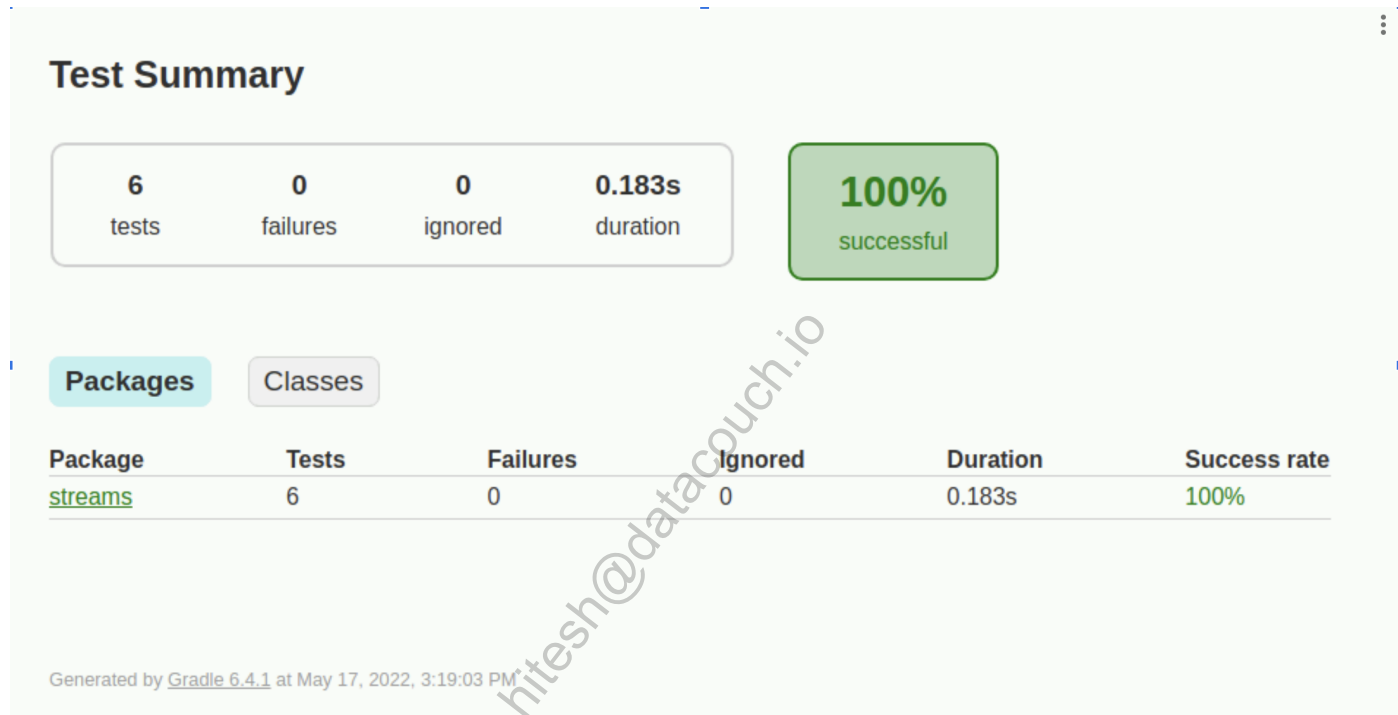 Test Summary
6 0 0 0.183s
tests failures ignored duration
100%
successful
Packages Classes
Package Tests Failures Ignored Duration Success rate
streams 6 0 0 0.183s 100%
Generated by Gradle 6.4.1 at May 17, 2022, 3:19:03 PM
hitesh@datacouch.io